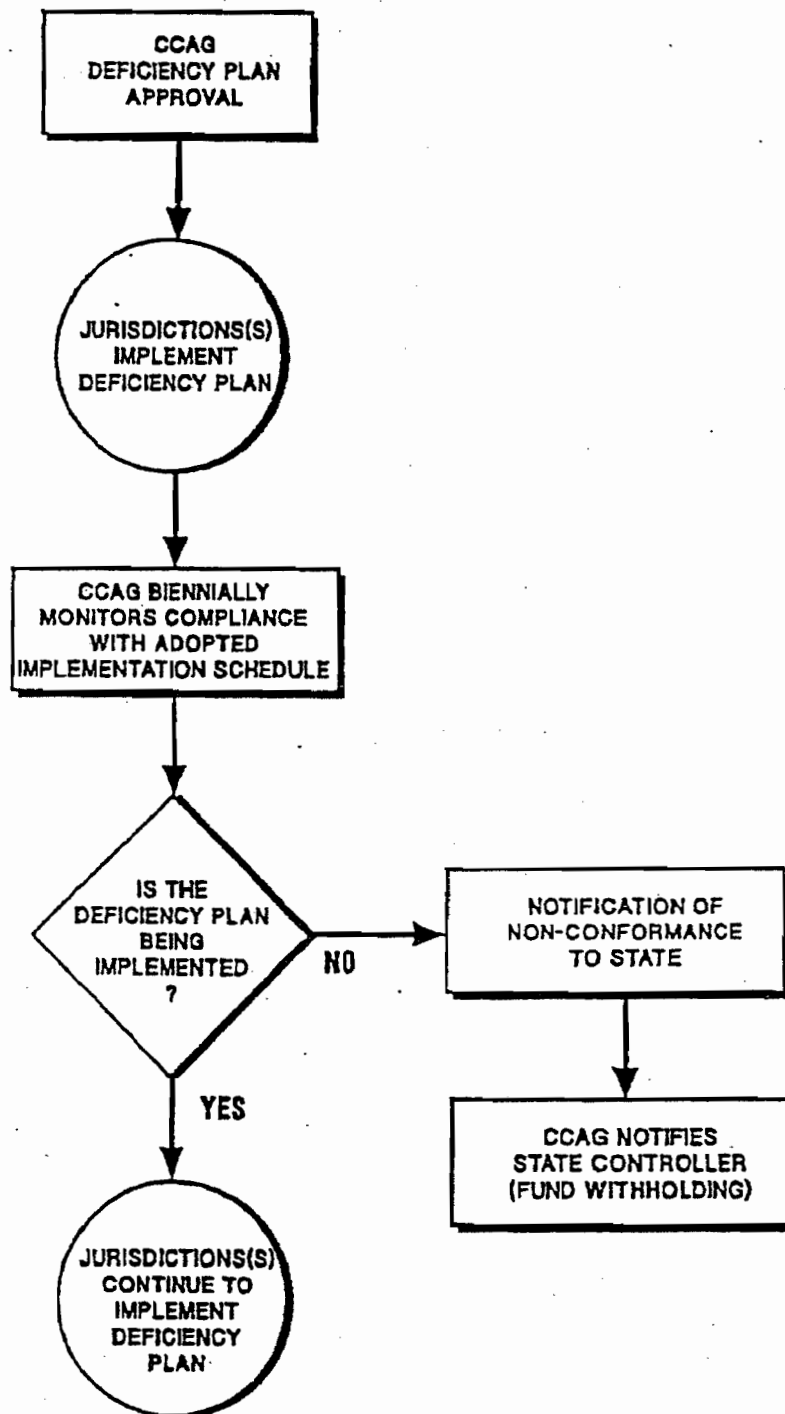 CCAG
DEFICIENCY PLAN
APPROVAL
JURISDICTIONS(S)
IMPLEMENT
DEFICIENCY PLAN
CCAG BIENNIALLY
MONITORS COMPLIANCE
WITH ADOPTED
IMPLEMENTATION SCHEDULE
IS THE
DEFICIENCY PLAN
BEING
IMPLEMENTED
?
NO
NOTIFICATION OF
NON-CONFORMANCE
TO STATE
CCAG NOTIFIES
STATE CONTROLLER
(FUND WITHHOLDING)
YES
JURISDICTIONS(S)
CONTINUE TO
IMPLEMENT
DEFICIENCY
PLAN